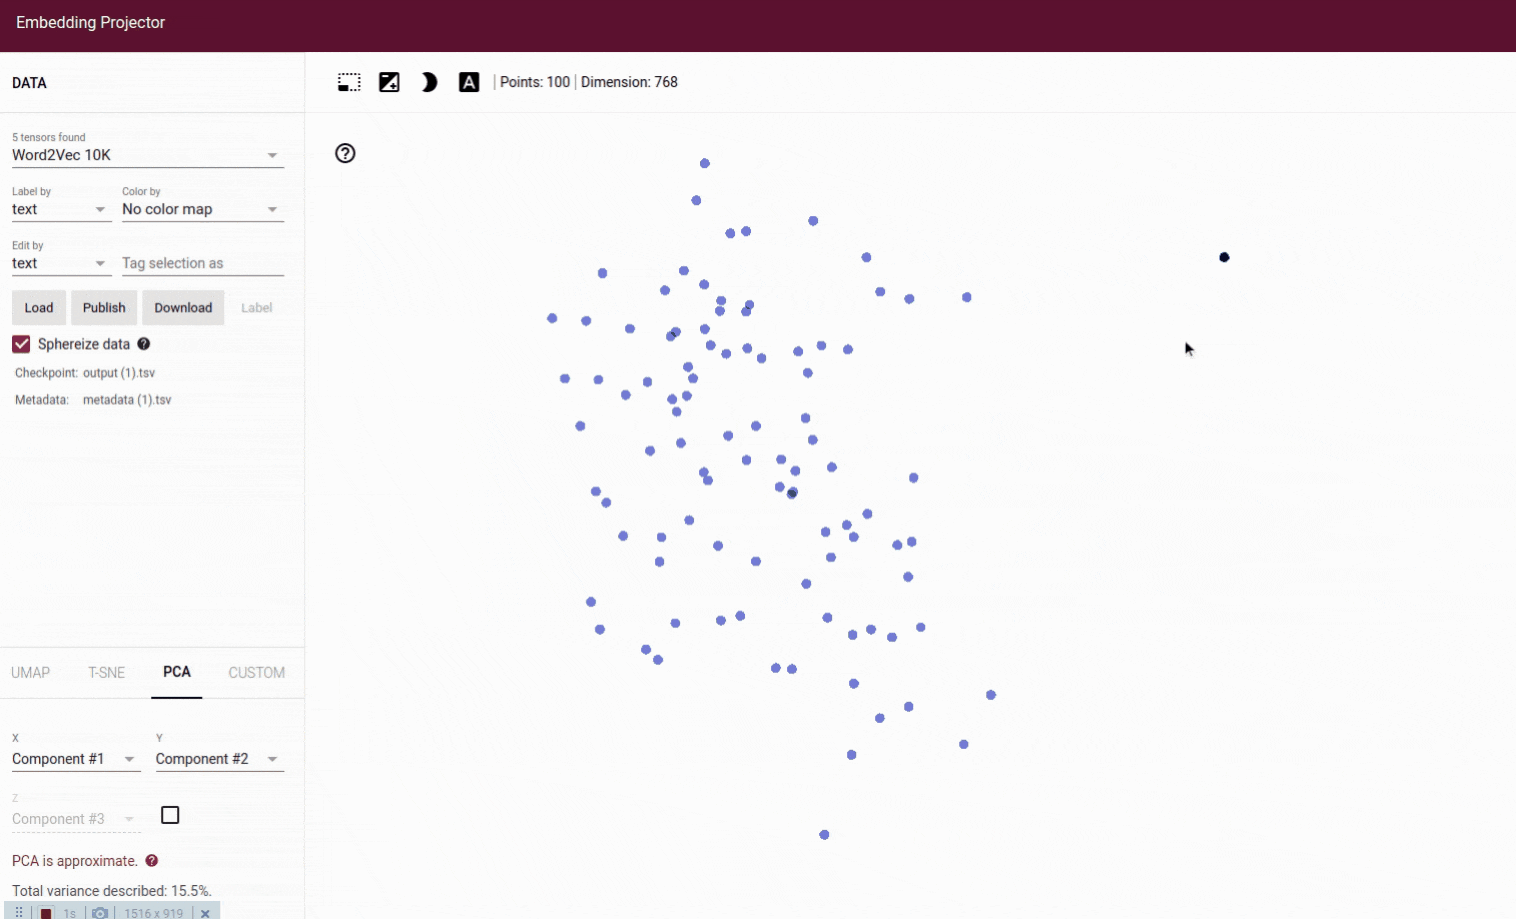 Embedding Projector
DATA
Points: 100 | Dimension: 768
5 tensors found
Word2Vec 10K
Label by
Color by
text
No color map
Edit by
text
Tag selection as
Load
Publish
Download
Label
Sphereize data
Checkpoint: output (1).tsv
Metadata: metadata (1).tsv
UMAP
T-SNE
PCA
CUSTOM
X
Y
Component #1
Component #2
Z
Component #3
PCA is approximate.
Total variance described: 15.5%.
1s
1516 x 919